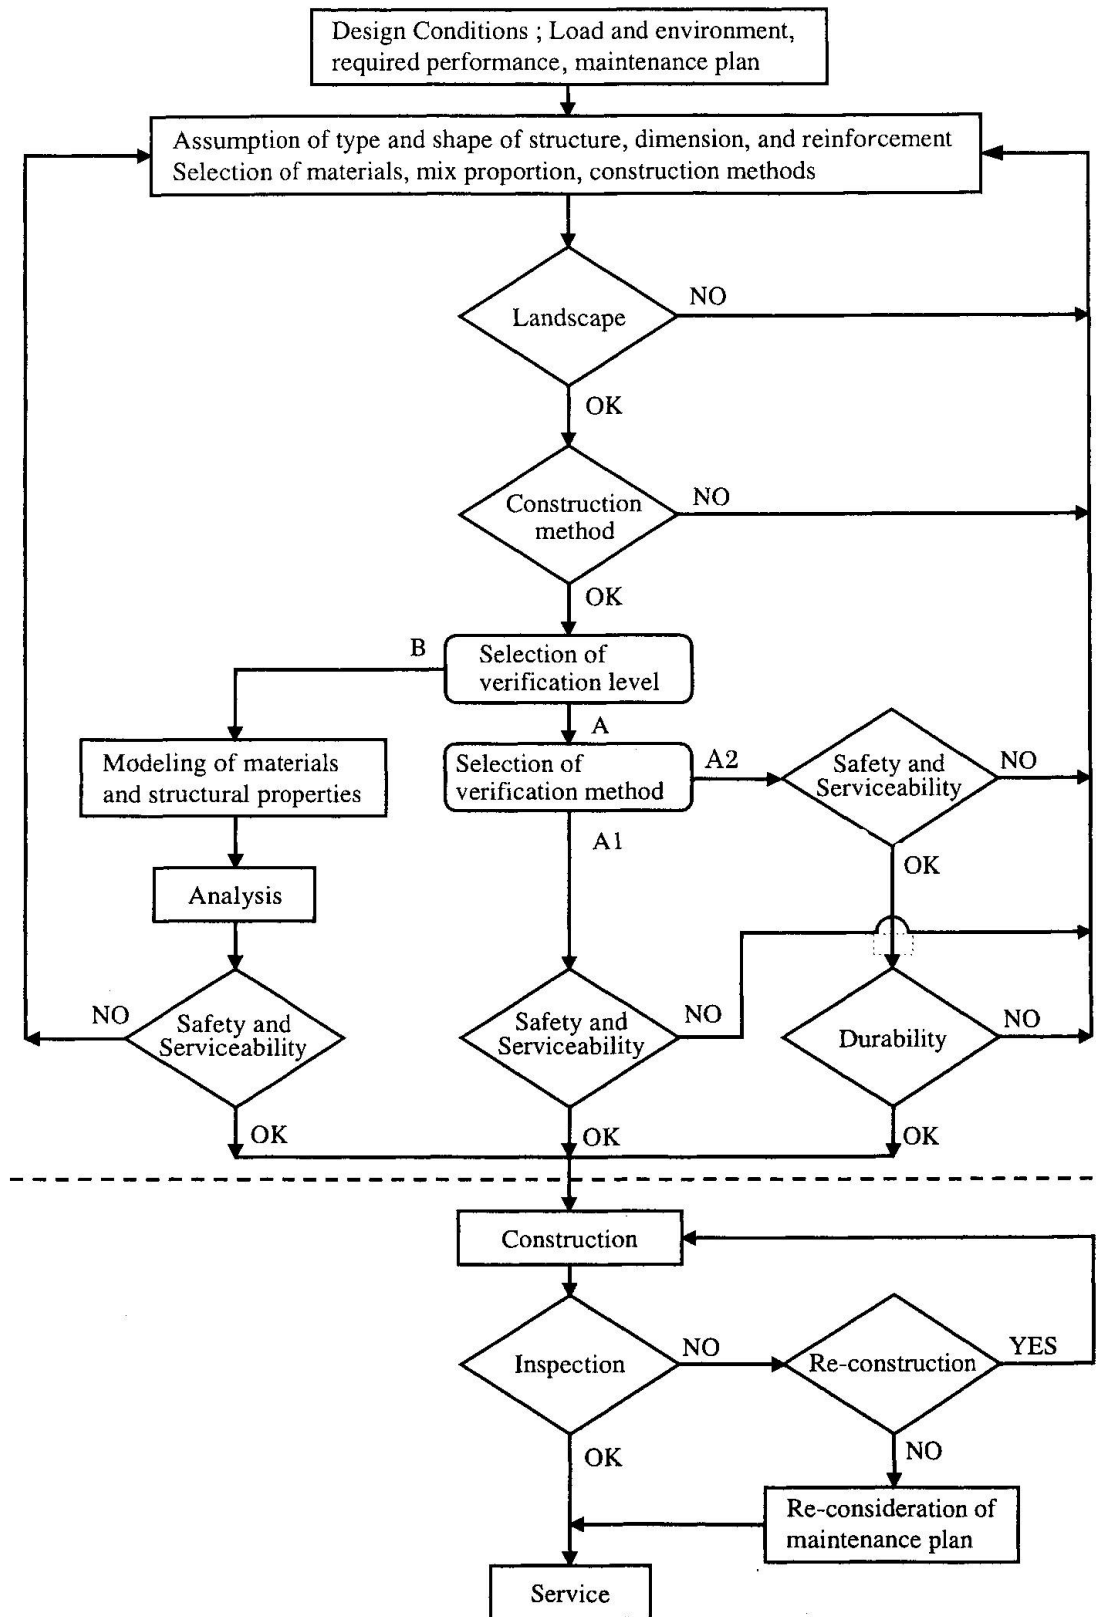 Design Conditions ; Load and environment,
required performance, maintenance plan
Assumption of type and shape of structure, dimension, and reinforcement
Selection of materials, mix proportion, construction methods
Landscape
NO
OK
Construction
method
NO
OK
B
Selection of
verification level
A
Modeling of materials
and structural properties
Selection of
verification method
A2
Safety and
Serviceability
NO
A1
OK
Analysis
NO
Safety and
Serviceability
Safety and
Serviceability
NO
Durability
NO
OK
OK
OK
Construction
Inspection
NO
Re-construction
YES
OK
NO
Re-consideration of
maintenance plan
Service